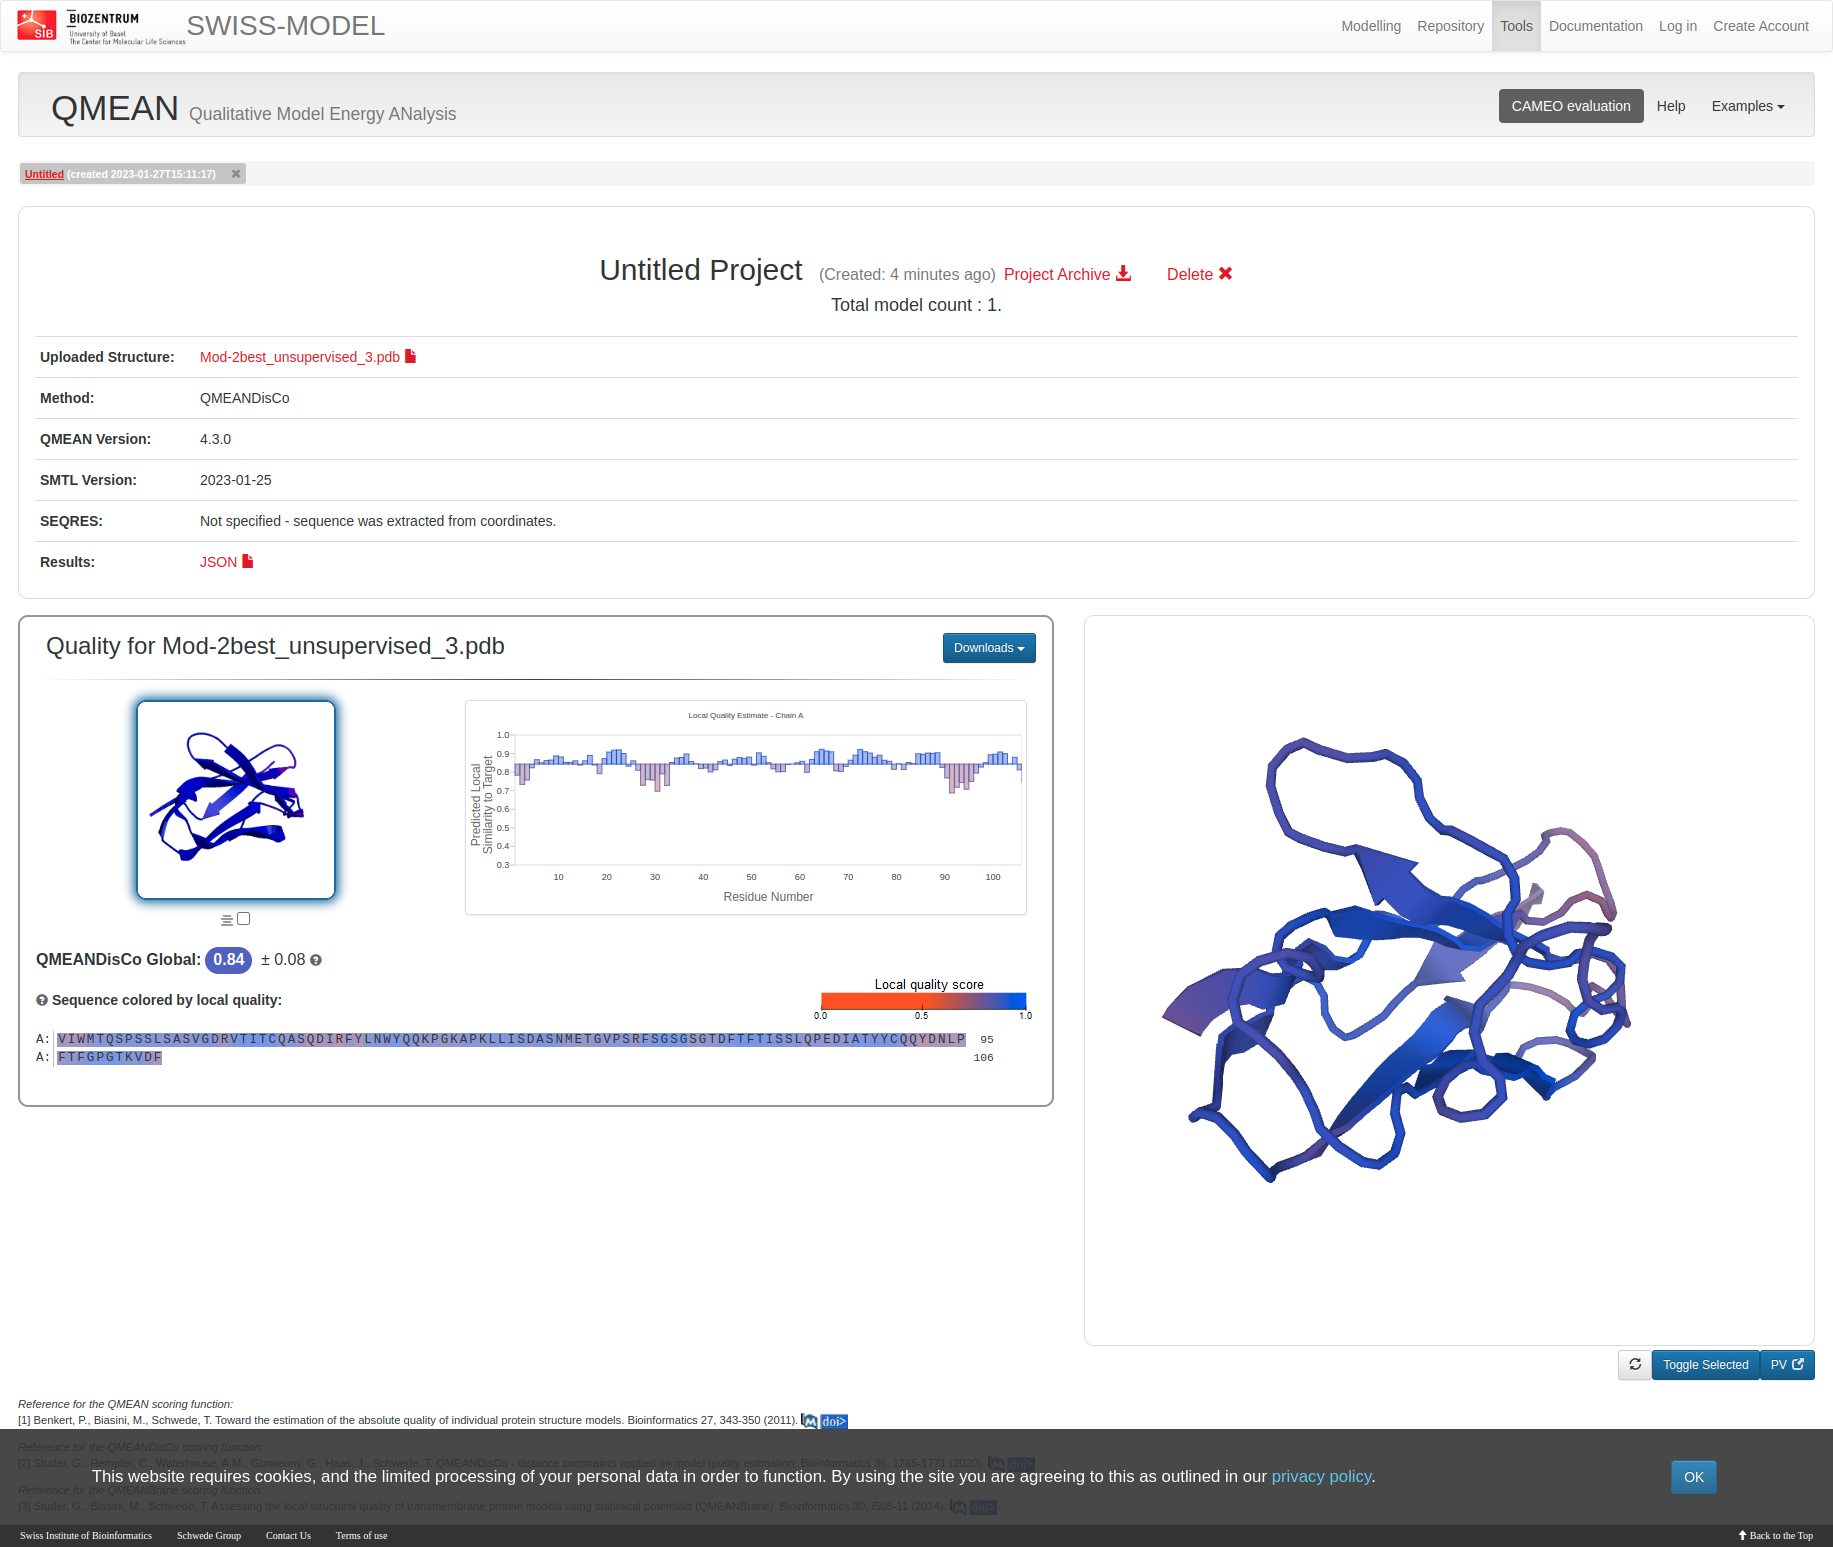 SIB
BIOZENTRUM
University of Basel
The Center for Molecular Life Sciences
SWISS-MODEL
Modelling Repository Tools Documentation Log in Create Account
QMEAN Qualitative Model Energy ANalysis
CAMEO evaluation Help Examples
Untitled (created 2023-01-27T15:11:17)
Untitled Project (Created: 4 minutes ago) Project Archive Delete
Total model count : 1.
Uploaded Structure: Mod-2best_unsupervised_3.pdb
Method: QMEANDisCo
QMEAN Version: 4.3.0
SMTL Version: 2023-01-25
SEQRES: Not specified - sequence was extracted from coordinates.
Results: JSON
Quality for Mod-2best_unsupervised_3.pdb
Downloads
Local Quality Estimate - Chain A
Predicted Local
Similarity to Target
1.0
0.9
0.8
0.7
0.6
0.5
0.4
0.3
10 20 30 40 50 60 70 80 90 100
Residue Number
QMEANDisCo Global: 0.84 ± 0.08
Sequence colored by local quality:
Local quality score
0.0 0.5 1.0
A: VIWMTQSPSSLSASVGDRVTITCQASQDIRFYLNWYQQKPGKAPKLLISDASNMETGVPSRFSGSGSGTDFTFTISSLQPEDIATYYCQQYDNLP 95
A: FTFGPGTKVDF 106
Toggle Selected PV
Reference for the QMEAN scoring function:
[1] Benkert, P., Biasini, M., Schwede, T. Toward the estimation of the absolute quality of individual protein structure models. Bioinformatics 27, 343-350 (2011). doi>
Reference for the QMEANDisCo scoring function:
[2] Studer, G., Rempfer, C., Waterhouse, A.M., Gumienny, G., Haas, J., Schwede, T. QMEANDisCo - distance constraints applied on model quality estimation. Bioinformatics 36, 1765-1771 (2020). doi>
This website requires cookies, and the limited processing of your personal data in order to function. By using the site you are agreeing to this as outlined in our privacy policy.
OK
Reference for the QMEANBrane scoring function:
[3] Studer, G., Biasini, M., Schwede, T. Assessing the local structural quality of transmembrane protein models using statistical potentials (QMEANBrane). Bioinformatics 30, i505-11 (2014). doi>
Swiss Institute of Bioinformatics Schwede Group Contact Us Terms of use Back to the Top